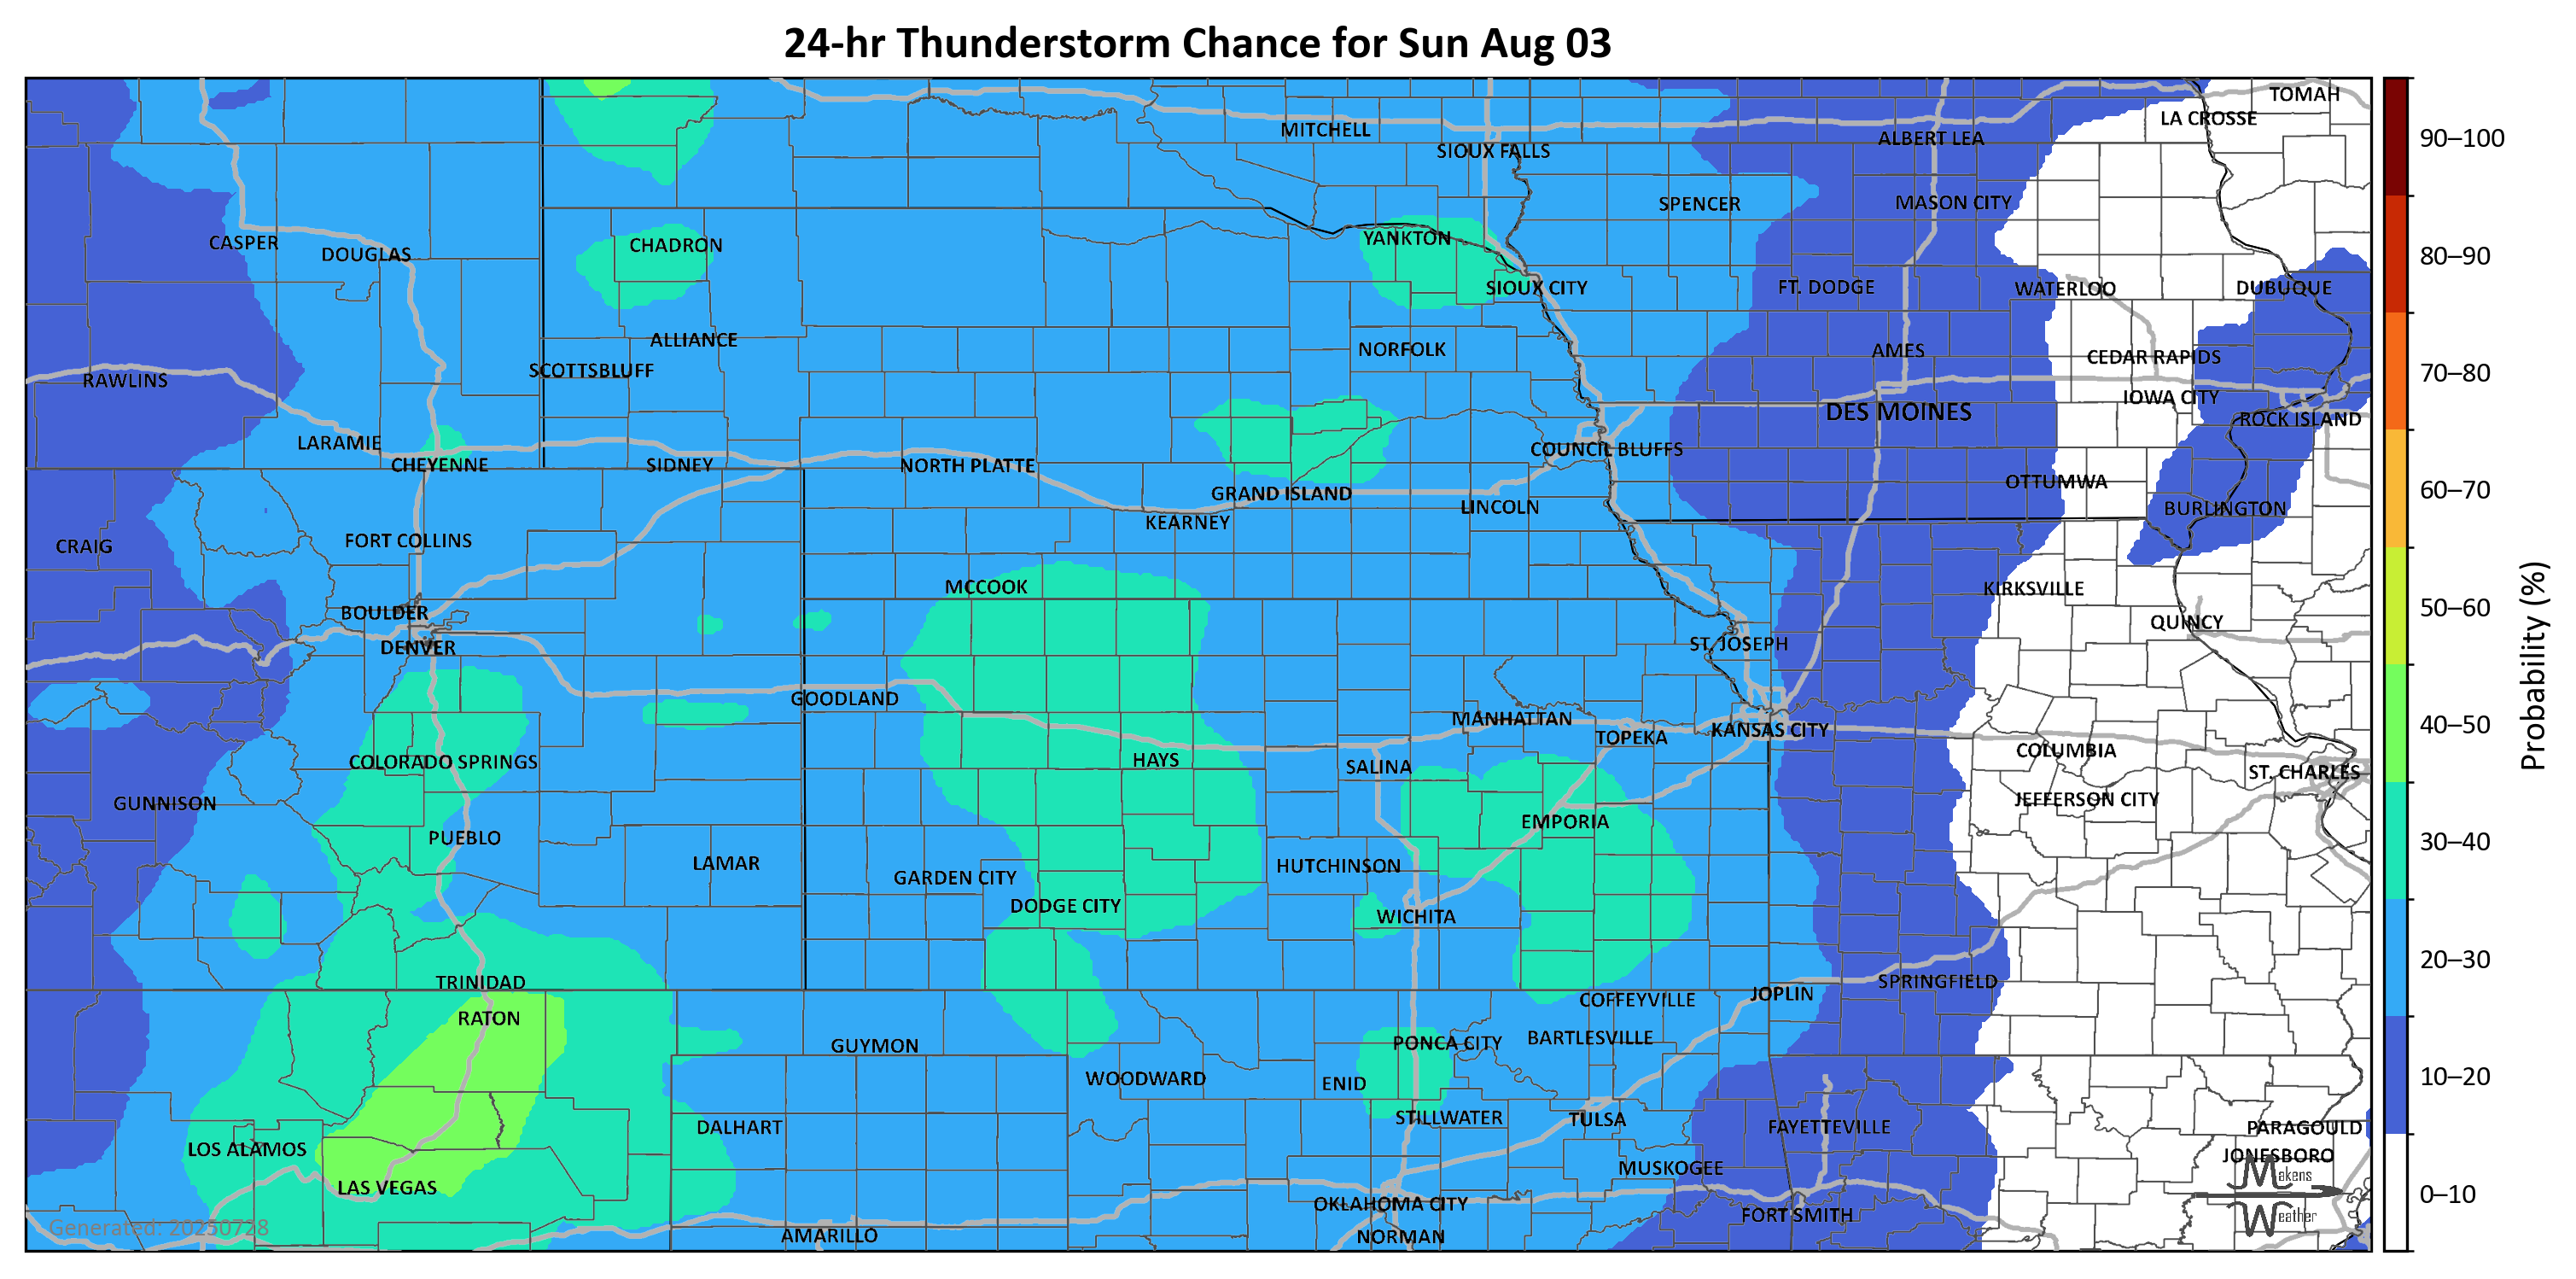 24-hr Thunderstorm Chance for Sun Aug 03
TOMAH
LA CROSSE
MITCHELL
ALBERT LEA
SIOUX FALLS
SPENCER
MASON CITY
CASPER
DOUGLAS
CHADRON
YANKTON
SIOUX CITY
FT. DODGE
WATERLOO
DUBUQUE
ALLIANCE
NORFOLK
AMES
CEDAR RAPIDS
SCOTTSBLUFF
RAWLINS
IOWA CITY
DES MOINES
ROCK ISLAND
LARAMIE
COUNCIL BLUFFS
CHEYENNE
SIDNEY
NORTH PLATTE
OTTUMWA
GRAND ISLAND
LINCOLN
BURLINGTON
KEARNEY
CRAIG
FORT COLLINS
MCCOOK
KIRKSVILLE
BOULDER
QUINCY
DENVER
ST. JOSEPH
GOODLAND
MANHATTAN
KANSAS CITY
TOPEKA
COLUMBIA
COLORADO SPRINGS
HAYS
SALINA
ST. CHARLES
GUNNISON
JEFFERSON CITY
PUEBLO
EMPORIA
LAMAR
HUTCHINSON
GARDEN CITY
DODGE CITY
WICHITA
TRINIDAD
SPRINGFIELD
JOPLIN
COFFEYVILLE
RATON
BARTLESVILLE
PONCA CITY
GUYMON
WOODWARD
ENID
STILLWATER
TULSA
DALHART
FAYETTEVILLE
PARAGOULD
LOS ALAMOS
JONESBORO
MUSKOGEE
LAS VEGAS
OKLAHOMA CITY
FORT SMITH
AMARILLO
NORMAN
Generated: 20250728
Makens
Weather
90–100
80–90
70–80
60–70
50–60
40–50
30–40
20–30
10–20
0–10
Probability (%)